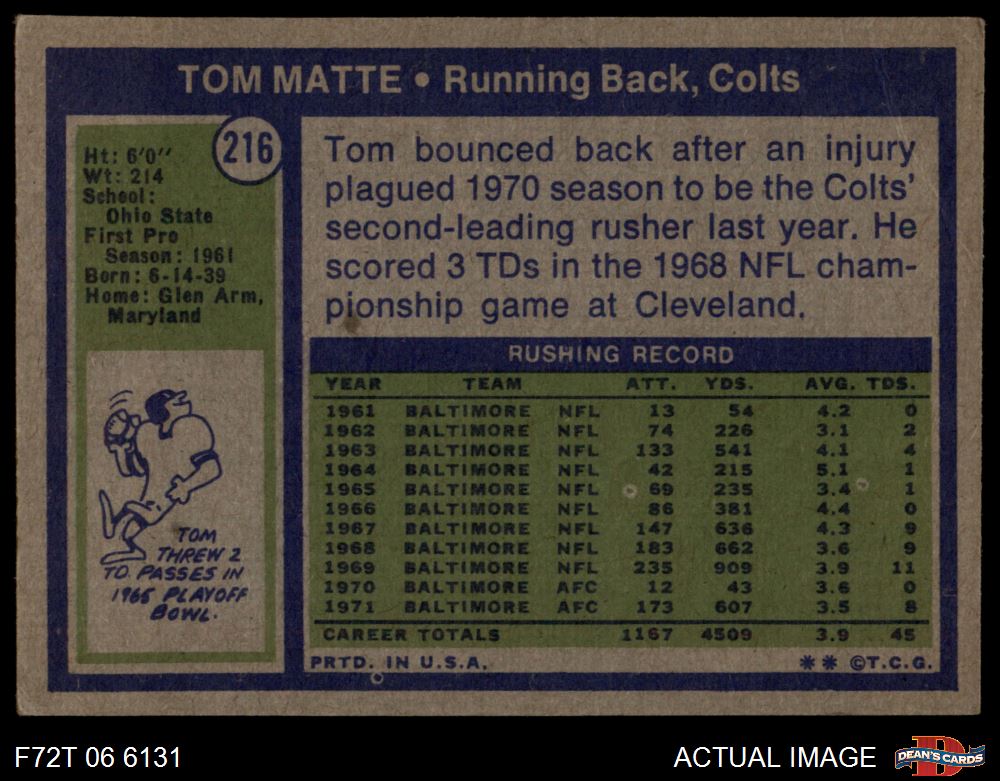 TOM MATTE • Running Back, Colts
216
Ht: 6'0"
Wt: 214
School:
Ohio State
First Pro
Season: 1961
Born: 6-14-39
Home: Glen Arm,
Maryland
TOM
THREW 2
TD. PASSES IN
1965 PLAYOFF
BOWL.
Tom bounced back after an injury
plagued 1970 season to be the Colts'
second-leading rusher last year. He
scored 3 TDs in the 1968 NFL cham-
pionship game at Cleveland.
RUSHING RECORD
YEAR TEAM ATT. YDS. AVG. TDS.
1961 BALTIMORE NFL 13 54 4.2 0
1962 BALTIMORE NFL 74 226 3.1 2
1963 BALTIMORE NFL 133 541 4.1 4
1964 BALTIMORE NFL 42 215 5.1 1
1965 BALTIMORE NFL 69 235 3.4 1
1966 BALTIMORE NFL 86 381 4.4 0
1967 BALTIMORE NFL 147 636 4.3 9
1968 BALTIMORE NFL 183 662 3.6 9
1969 BALTIMORE NFL 235 909 3.9 11
1970 BALTIMORE AFC 12 43 3.6 0
1971 BALTIMORE AFC 173 607 3.5 8
CAREER TOTALS 1167 4509 3.9 45
PRTD. IN U.S.A. ** ©T.C.G.
F72T 06 6131
ACTUAL IMAGE
D
DEAN'S CARDS